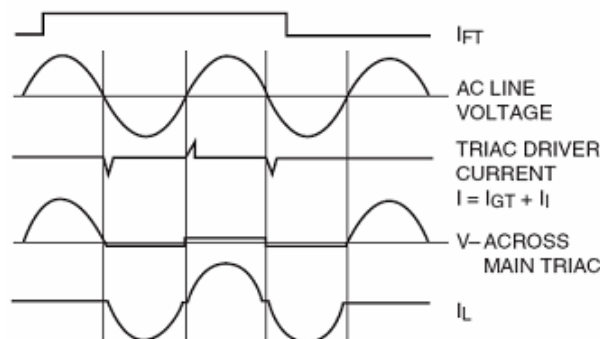 IFT
AC LINE
VOLTAGE
TRIAC DRIVER
CURRENT
I = IGT + II
V– ACROSS
MAIN TRIAC
IL